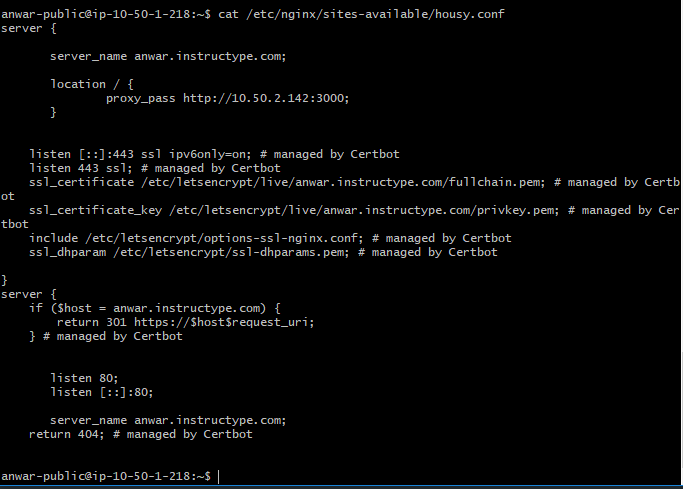 anwar-public@ip-10-50-1-218:~$ cat /etc/nginx/sites-available/housy.conf
server {
server_name anwar.instructype.com;
location / {
proxy_pass http://10.50.2.142:3000;
}
listen [::]:443 ssl ipv6only=on; # managed by Certbot
listen 443 ssl; # managed by Certbot
ssl_certificate /etc/letsencrypt/live/anwar.instructype.com/fullchain.pem; # managed by Certb
ot
ssl_certificate_key /etc/letsencrypt/live/anwar.instructype.com/privkey.pem; # managed by Cer
tbot
include /etc/letsencrypt/options-ssl-nginx.conf; # managed by Certbot
ssl_dhparam /etc/letsencrypt/ssl-dhparams.pem; # managed by Certbot
}
server {
if ($host = anwar.instructype.com) {
return 301 https://$host$request_uri;
} # managed by Certbot
listen 80;
listen [::]:80;
server_name anwar.instructype.com;
return 404; # managed by Certbot
anwar-public@ip-10-50-1-218:~$